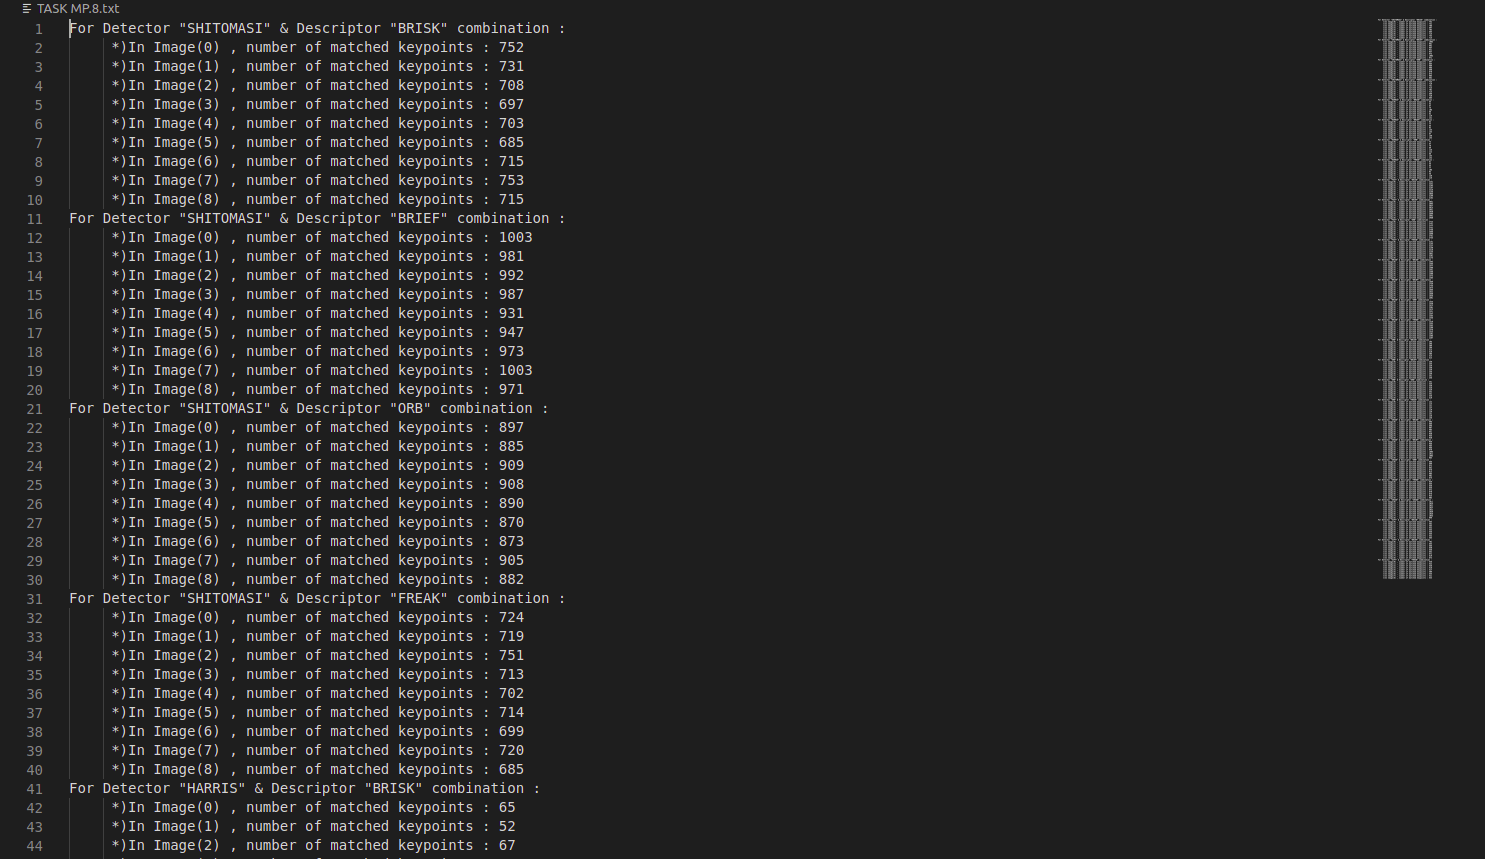 TASK MP.8.txt
1 For Detector "SHITOMASI" & Descriptor "BRISK" combination :
2 *)In Image(0) , number of matched keypoints : 752
3 *)In Image(1) , number of matched keypoints : 731
4 *)In Image(2) , number of matched keypoints : 708
5 *)In Image(3) , number of matched keypoints : 697
6 *)In Image(4) , number of matched keypoints : 703
7 *)In Image(5) , number of matched keypoints : 685
8 *)In Image(6) , number of matched keypoints : 715
9 *)In Image(7) , number of matched keypoints : 753
10 *)In Image(8) , number of matched keypoints : 715
11 For Detector "SHITOMASI" & Descriptor "BRIEF" combination :
12 *)In Image(0) , number of matched keypoints : 1003
13 *)In Image(1) , number of matched keypoints : 981
14 *)In Image(2) , number of matched keypoints : 992
15 *)In Image(3) , number of matched keypoints : 987
16 *)In Image(4) , number of matched keypoints : 931
17 *)In Image(5) , number of matched keypoints : 947
18 *)In Image(6) , number of matched keypoints : 973
19 *)In Image(7) , number of matched keypoints : 1003
20 *)In Image(8) , number of matched keypoints : 971
21 For Detector "SHITOMASI" & Descriptor "ORB" combination :
22 *)In Image(0) , number of matched keypoints : 897
23 *)In Image(1) , number of matched keypoints : 885
24 *)In Image(2) , number of matched keypoints : 909
25 *)In Image(3) , number of matched keypoints : 908
26 *)In Image(4) , number of matched keypoints : 890
27 *)In Image(5) , number of matched keypoints : 870
28 *)In Image(6) , number of matched keypoints : 873
29 *)In Image(7) , number of matched keypoints : 905
30 *)In Image(8) , number of matched keypoints : 882
31 For Detector "SHITOMASI" & Descriptor "FREAK" combination :
32 *)In Image(0) , number of matched keypoints : 724
33 *)In Image(1) , number of matched keypoints : 719
34 *)In Image(2) , number of matched keypoints : 751
35 *)In Image(3) , number of matched keypoints : 713
36 *)In Image(4) , number of matched keypoints : 702
37 *)In Image(5) , number of matched keypoints : 714
38 *)In Image(6) , number of matched keypoints : 699
39 *)In Image(7) , number of matched keypoints : 720
40 *)In Image(8) , number of matched keypoints : 685
41 For Detector "HARRIS" & Descriptor "BRISK" combination :
42 *)In Image(0) , number of matched keypoints : 65
43 *)In Image(1) , number of matched keypoints : 52
44 *)In Image(2) , number of matched keypoints : 67